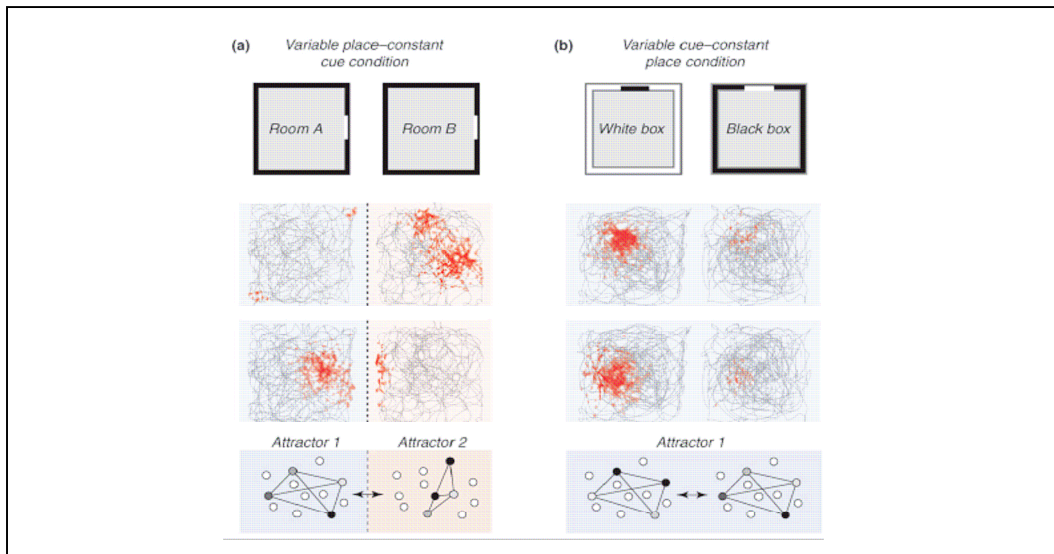 (a) Variable place–constant
cue condition
Room A Room B
Attractor 1 Attractor 2
(b) Variable cue–constant
place condition
White box Black box
Attractor 1